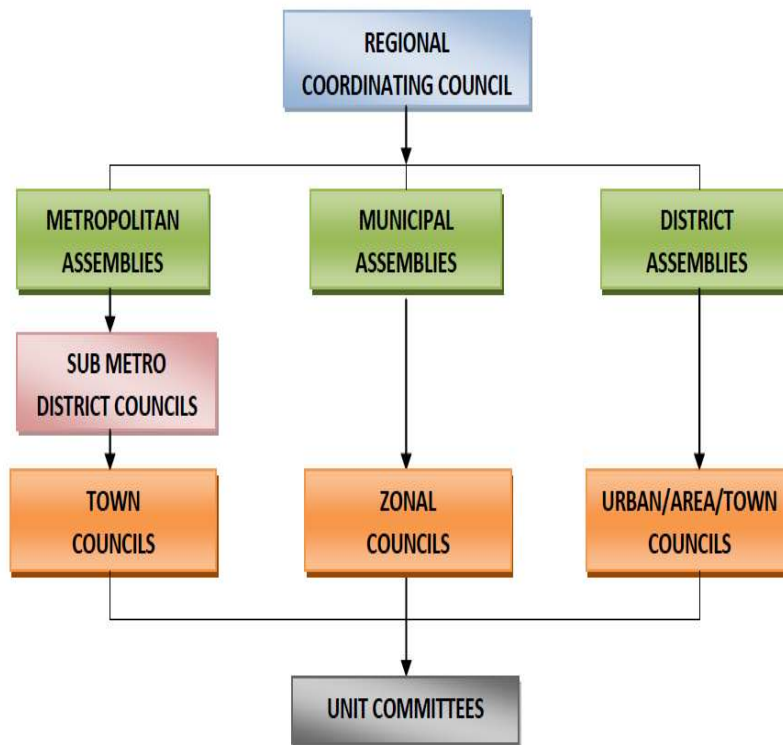 REGIONAL
COORDINATING COUNCIL
METROPOLITAN
ASSEMBLIES
MUNICIPAL
ASSEMBLIES
DISTRICT
ASSEMBLIES
SUB METRO
DISTRICT COUNCILS
TOWN
COUNCILS
ZONAL
COUNCILS
URBAN/AREA/TOWN
COUNCILS
UNIT COMMITTEES